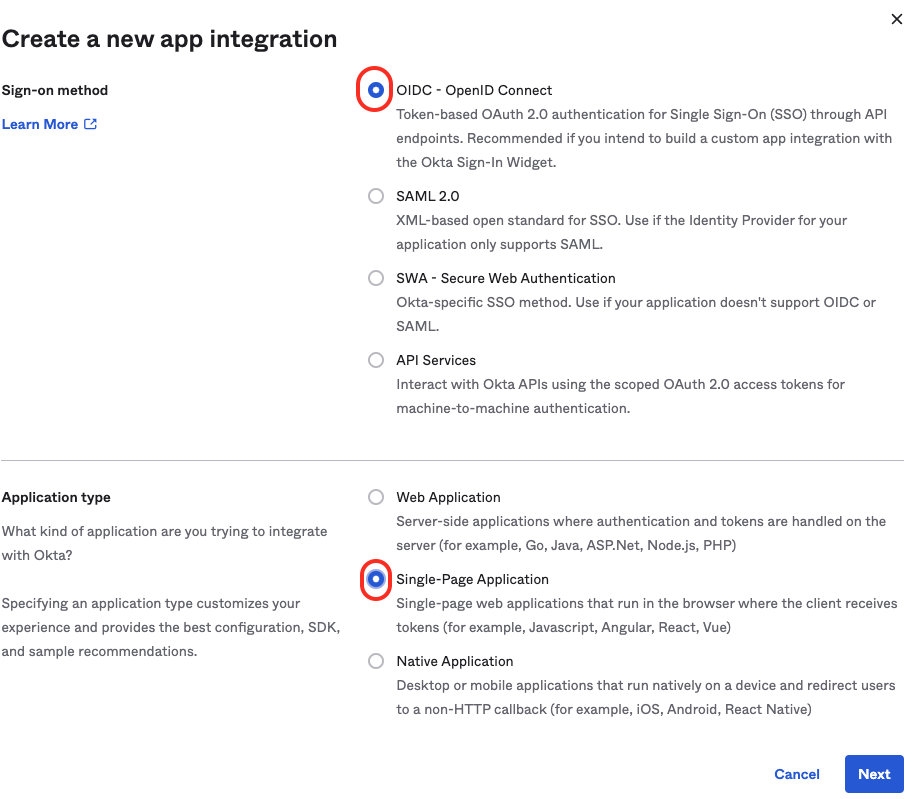 Create a new app integration
Sign-on method
Learn More
OIDC - OpenID Connect
Token-based OAuth 2.0 authentication for Single Sign-On (SSO) through API
endpoints. Recommended if you intend to build a custom app integration with
the Okta Sign-In Widget.
SAML 2.0
XML-based open standard for SSO. Use if the Identity Provider for your
application only supports SAML.
SWA - Secure Web Authentication
Okta-specific SSO method. Use if your application doesn't support OIDC or
SAML.
API Services
Interact with Okta APIs using the scoped OAuth 2.0 access tokens for
machine-to-machine authentication.
Application type
What kind of application are you trying to integrate
with Okta?
Specifying an application type customizes your
experience and provides the best configuration, SDK,
and sample recommendations.
Web Application
Server-side applications where authentication and tokens are handled on the
server (for example, Go, Java, ASP.Net, Node.js, PHP)
Single-Page Application
Single-page web applications that run in the browser where the client receives
tokens (for example, Javascript, Angular, React, Vue)
Native Application
Desktop or mobile applications that run natively on a device and redirect users
to a non-HTTP callback (for example, iOS, Android, React Native)
Cancel
Next